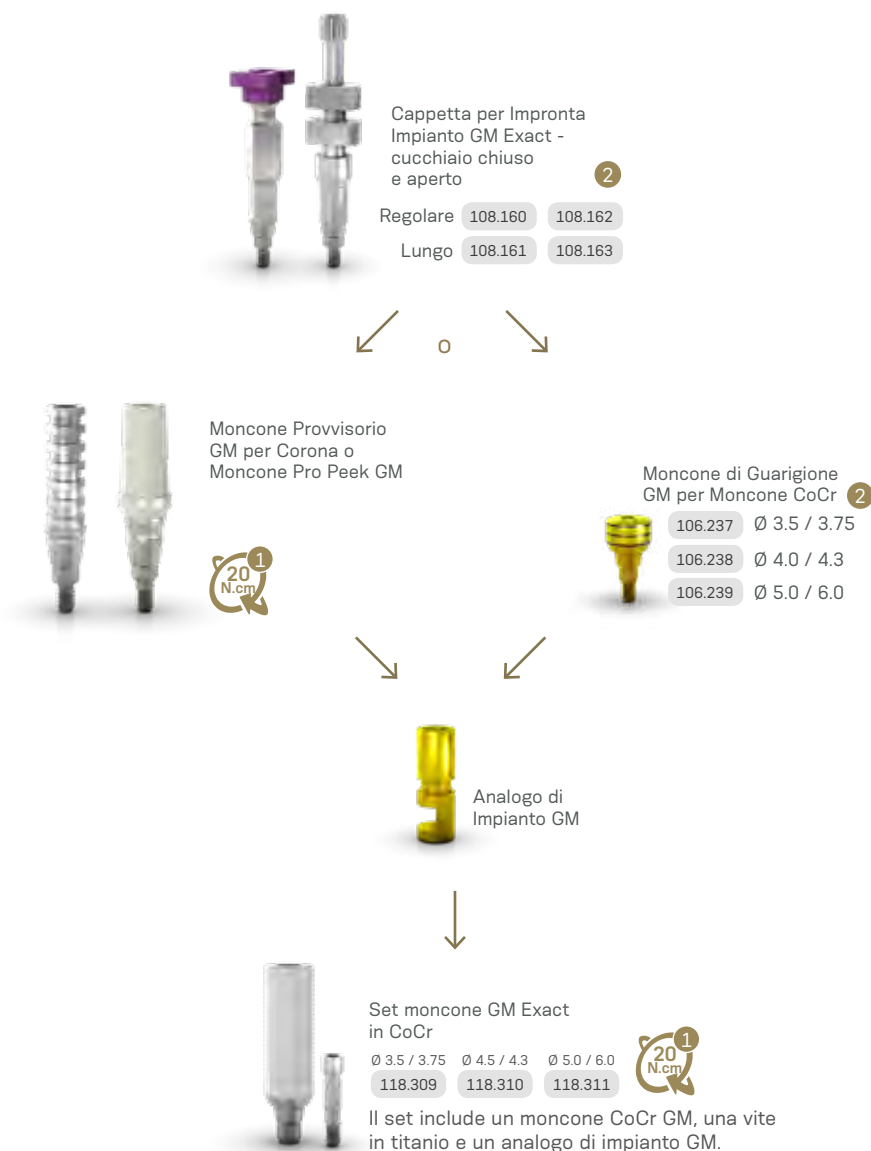 Cappetta per Impronta
Impianto GM Exact -
cucchiaio chiuso
e aperto 2
Regolare 108.160 108.162
Lungo 108.161 108.163
o
Moncone Provvisorio
GM per Corona o
Moncone Pro Peek GM
1
20
N.cm
Moncone di Guarigione
GM per Moncone CoCr 2
106.237 Ø 3.5 / 3.75
106.238 Ø 4.0 / 4.3
106.239 Ø 5.0 / 6.0
Analogo di
Impianto GM
Set moncone GM Exact
in CoCr
Ø 3.5 / 3.75 Ø 4.5 / 4.3 Ø 5.0 / 6.0
118.309 118.310 118.311
1
20
N.cm
Il set include un moncone CoCr GM, una vite
in titanio e un analogo di impianto GM.